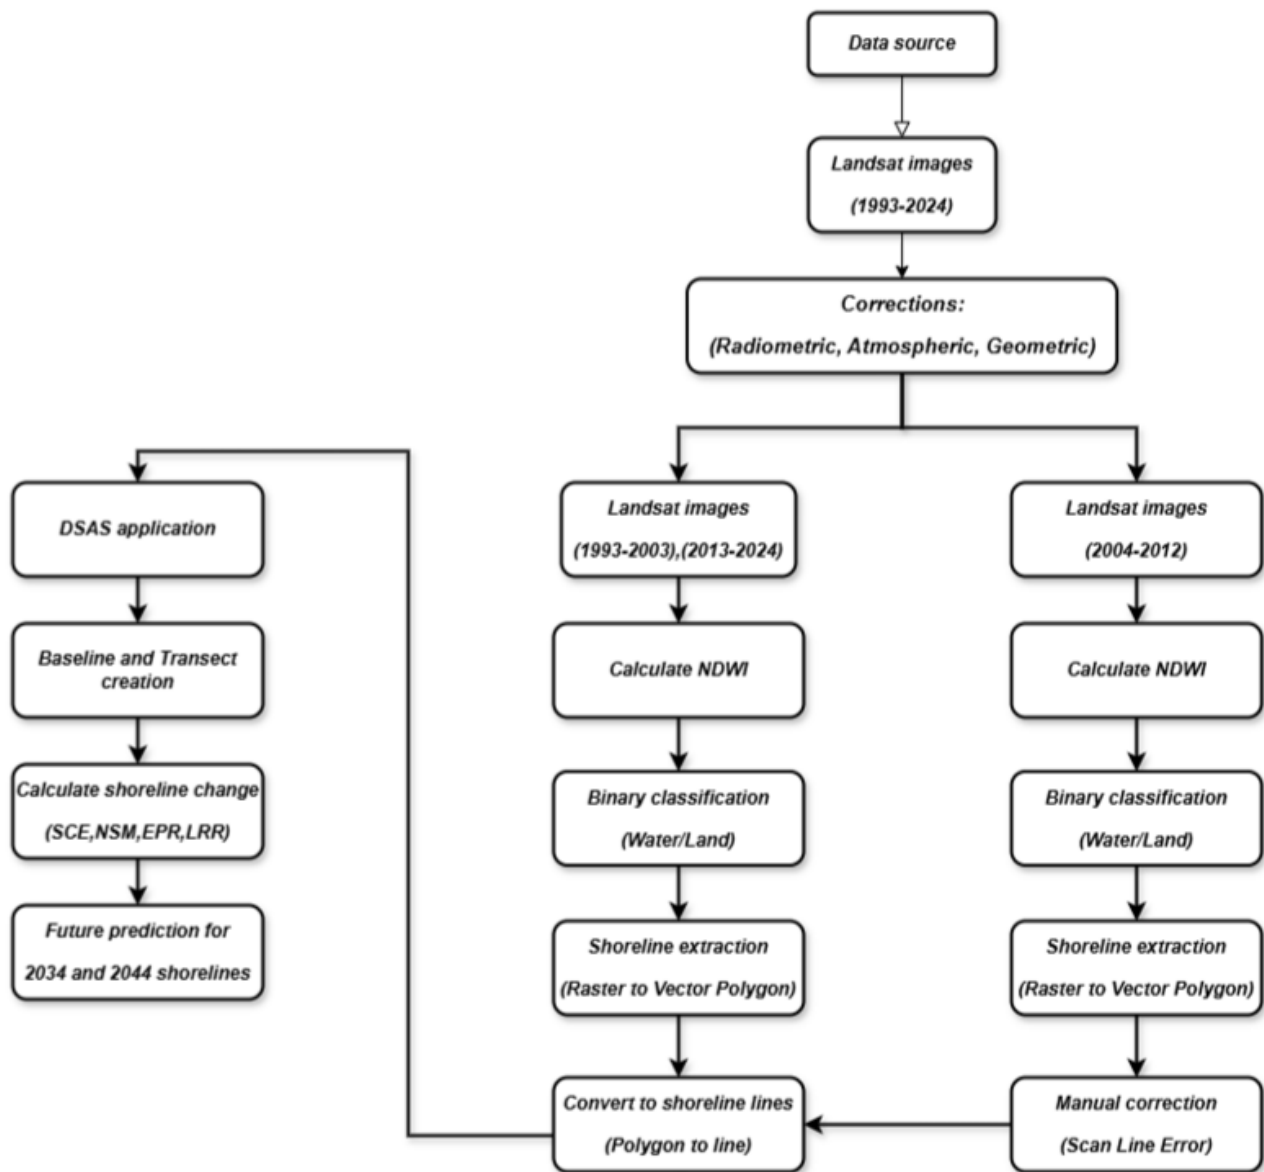 Data source
Landsat images
(1993-2024)
Corrections:
(Radiometric, Atmospheric, Geometric)
Landsat images
(1993-2003),(2013-2024)
Calculate NDWI
Binary classification
(Water/Land)
Shoreline extraction
(Raster to Vector Polygon)
Landsat images
(2004-2012)
Calculate NDWI
Binary classification
(Water/Land)
Shoreline extraction
(Raster to Vector Polygon)
Manual correction
(Scan Line Error)
Convert to shoreline lines
(Polygon to line)
DSAS application
Baseline and Transect
creation
Calculate shoreline change
(SCE,NSM,EPR,LRR)
Future prediction for
2034 and 2044 shorelines